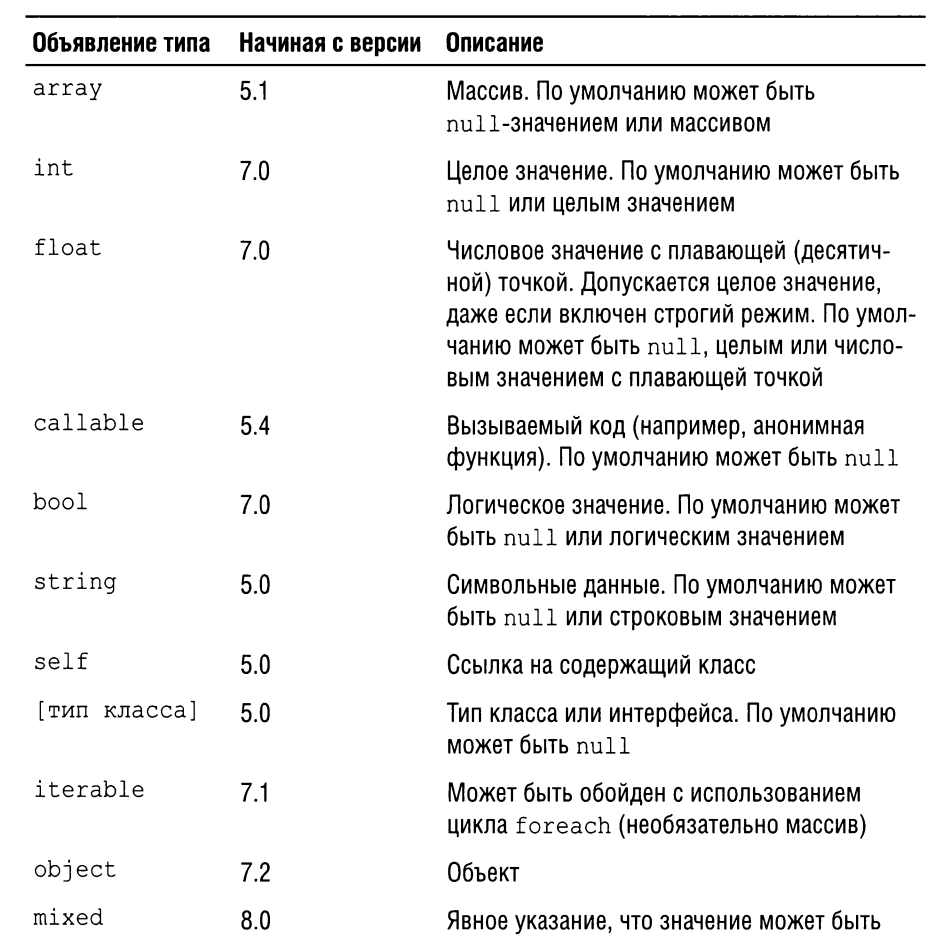 Объявление типа Начиная с версии Описание
array 5.1 Массив. По умолчанию может быть
null-значением или массивом
int 7.0 Целое значение. По умолчанию может быть
null или целым значением
float 7.0 Числовое значение с плавающей (десятич-
ной) точкой. Допускается целое значение,
даже если включен строгий режим. По умол-
чанию может быть null, целым или число-
вым значением с плавающей точкой
callable 5.4 Вызываемый код (например, анонимная
функция). По умолчанию может быть null
bool 7.0 Логическое значение. По умолчанию может
быть null или логическим значением
string 5.0 Символьные данные. По умолчанию может
быть null или строковым значением
self 5.0 Ссылка на содержащий класс
[тип класса] 5.0 Тип класса или интерфейса. По умолчанию
может быть null
iterable 7.1 Может быть обойден с использованием
цикла foreach (необязательно массив)
object 7.2 Объект
mixed 8.0 Явное указание, что значение может быть